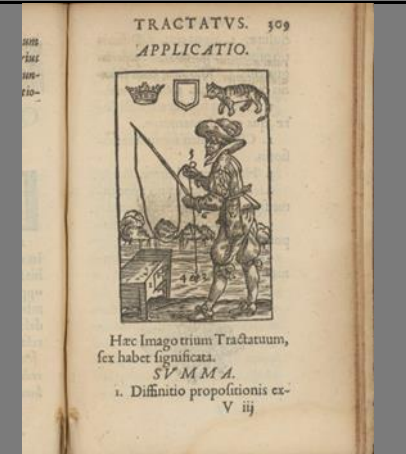 TRACTATVS. 309
APPLICATIO.
Hæc Imago trium Tractatuum,
sex habet significata.
SVMMA.
1. Diffinitio propositionis ex-
V iij